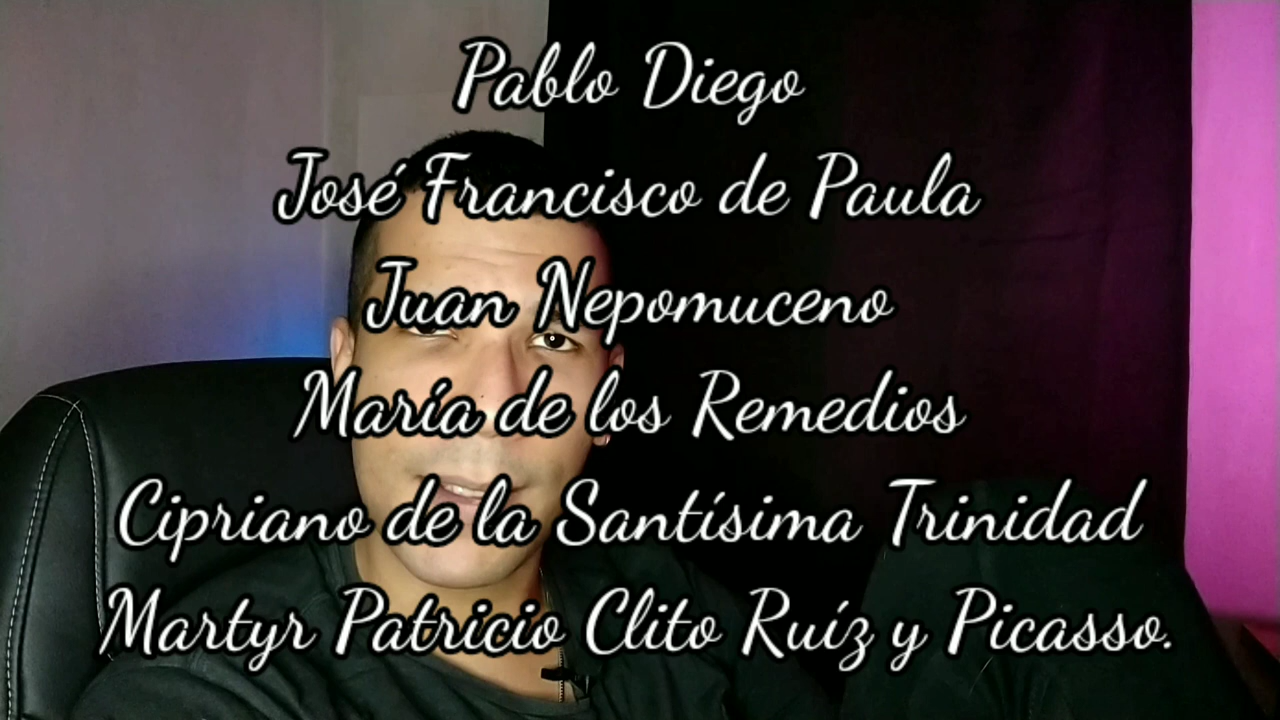 Pablo Diego
José Francisco de Paula
Juan Nepomuceno
María de los Remedios
Cipriano de la Santísima Trinidad
Martyr Patricio Clito Ruíz y Picasso.